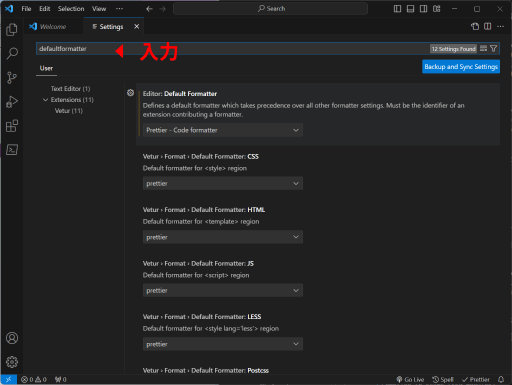 File Edit Selection View ··· Search
Welcome Settings
defaultformatter 12 Settings Found
入力
User Backup and Sync Settings
Text Editor (1)
Extensions (11)
Vetur (11)
Editor: Default Formatter
Defines a default formatter which takes precedence over all other formatter settings. Must be the identifier of an
extension contributing a formatter.
Prettier - Code formatter
Vetur › Format › Default Formatter: CSS
Default formatter for <style> region
prettier
Vetur › Format › Default Formatter: HTML
Default formatter for <template> region
prettier
Vetur › Format › Default Formatter: JS
Default formatter for <script> region
prettier
Vetur › Format › Default Formatter: LESS
Default formatter for <style lang='less'> region
prettier
Vetur › Format › Default Formatter: Postcss
0 0 0 Go Live Spell Prettier